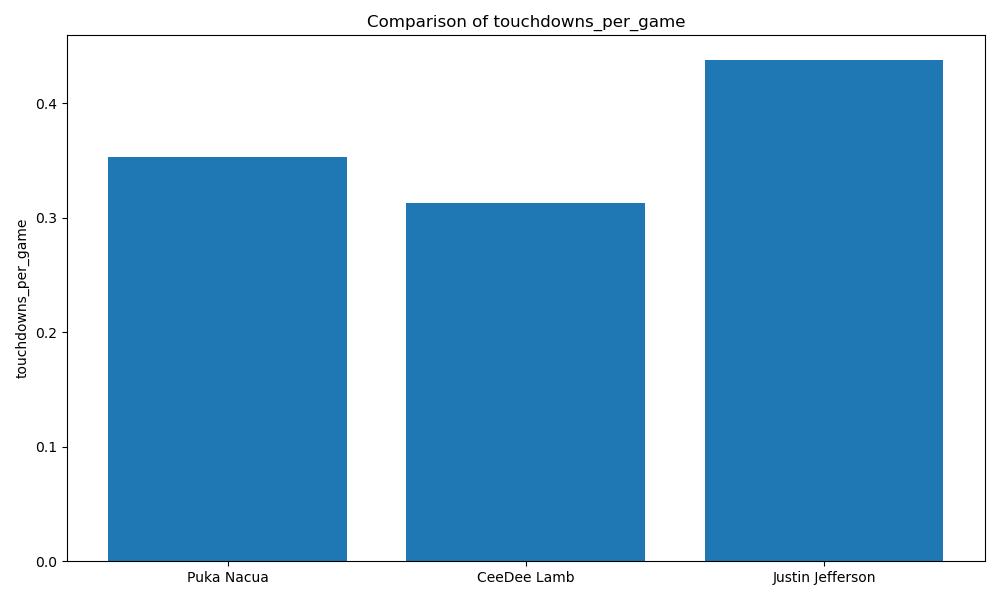 Comparison of touchdowns_per_game
touchdowns_per_game
0.4
0.3
0.2
0.1
0.0
Puka Nacua
CeeDee Lamb
Justin Jefferson